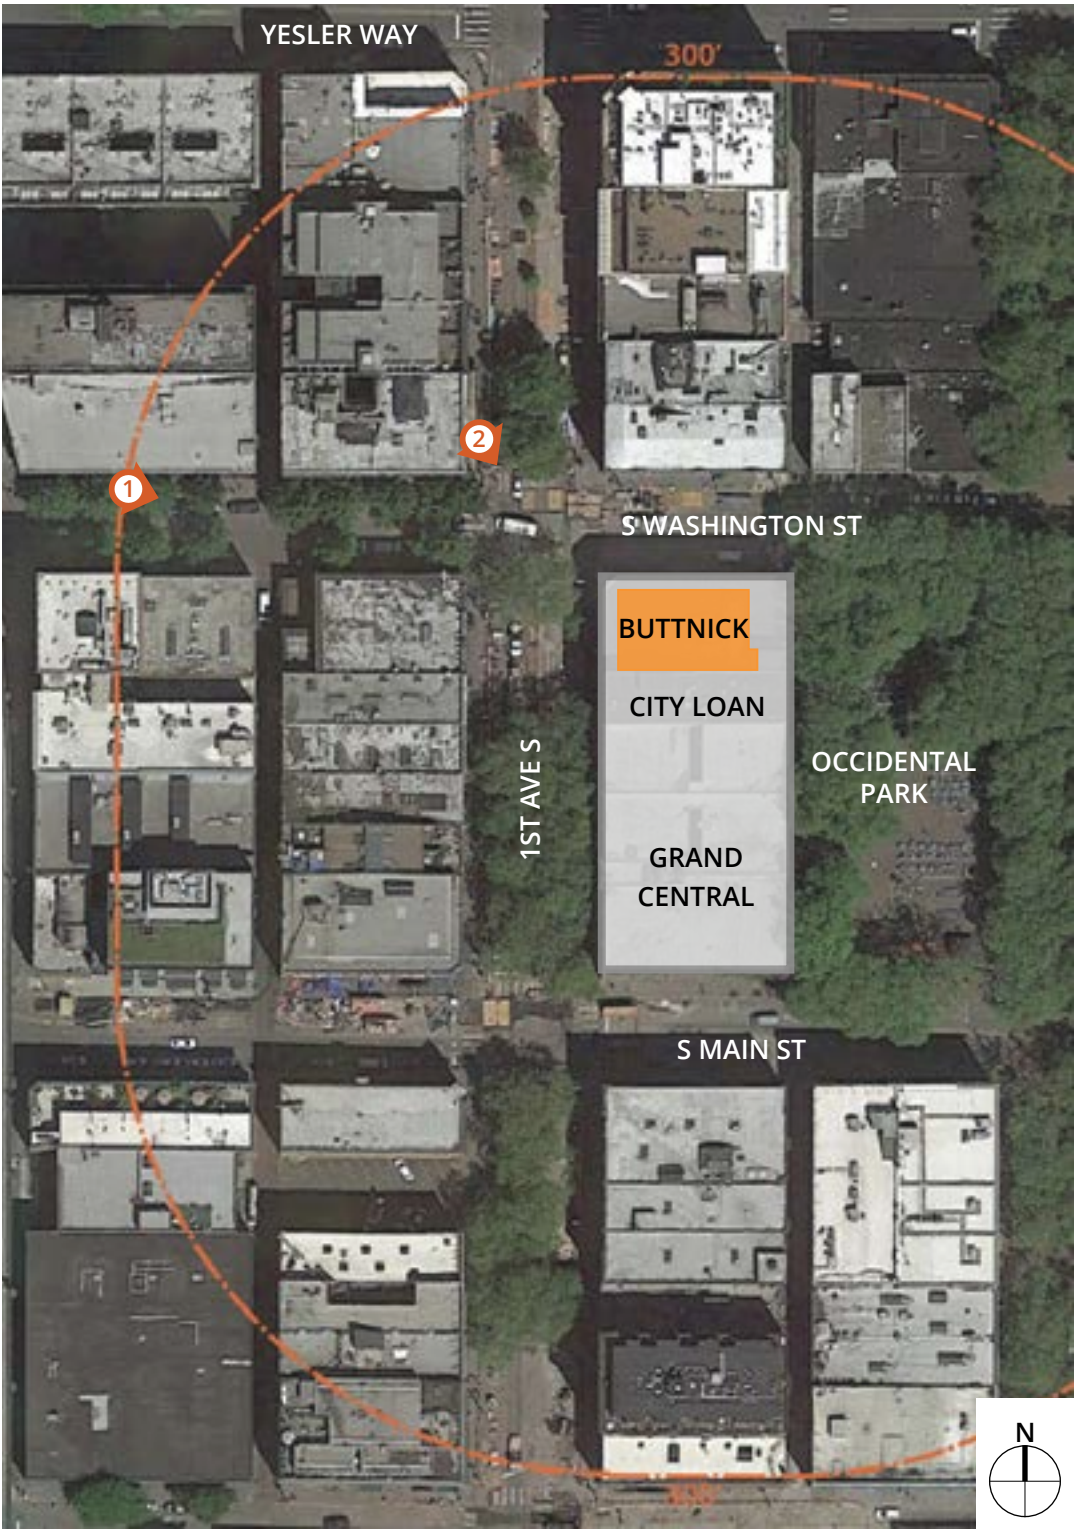 YESLER WAY
300'
2
1
S WASHINGTON ST
BUTTNICK
CITY LOAN
1ST AVE S
OCCIDENTAL
PARK
GRAND
CENTRAL
S MAIN ST
N
300'